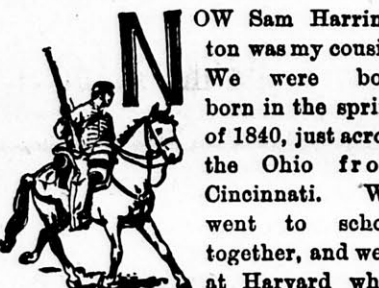 NOW Sam Harrin
ton was my cousi
We were bo
born in the spri
of 1840, just acro
the Ohio fro
Cincinnati. W
went to scho
together, and we
at Harvard wh